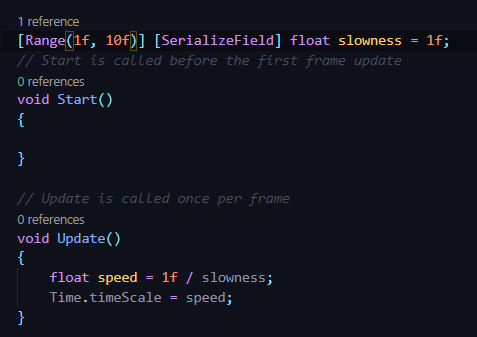 1 reference
[Range(1f, 10f)] [SerializeField] float slowness = 1f;
// Start is called before the first frame update
0 references
void Start()
{
}
// Update is called once per frame
0 references
void Update()
{
float speed = 1f / slowness;
Time.timeScale = speed;
}